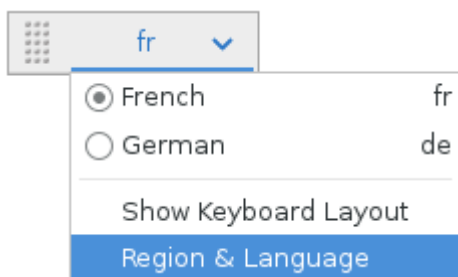 fr
French fr
German de
Show Keyboard Layout
Region & Language